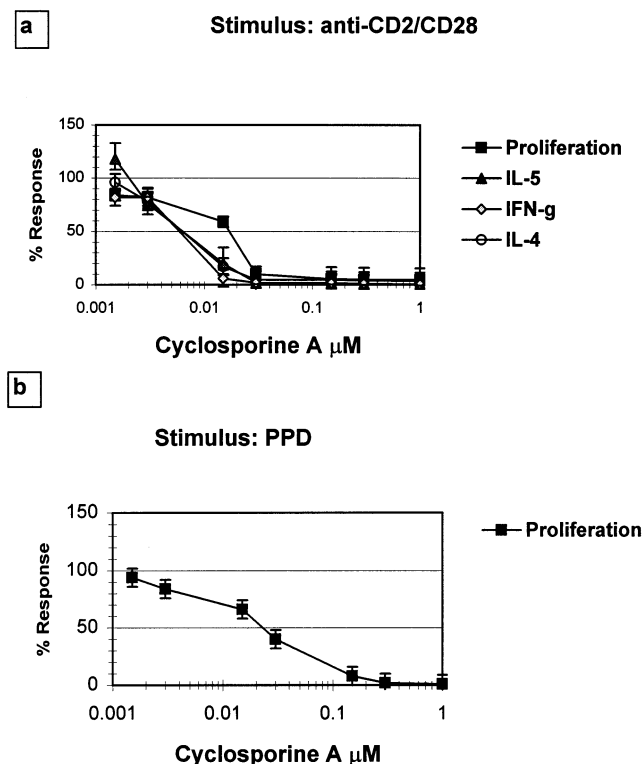 a
Stimulus: anti-CD2/CD28
150
100
50
0
% Response
0.001
0.01
0.1
1
Cyclosporine A μM
Proliferation
IL-5
IFN-g
IL-4
b
Stimulus: PPD
150
100
50
0
% Response
0.001
0.01
0.1
1
Cyclosporine A μM
Proliferation